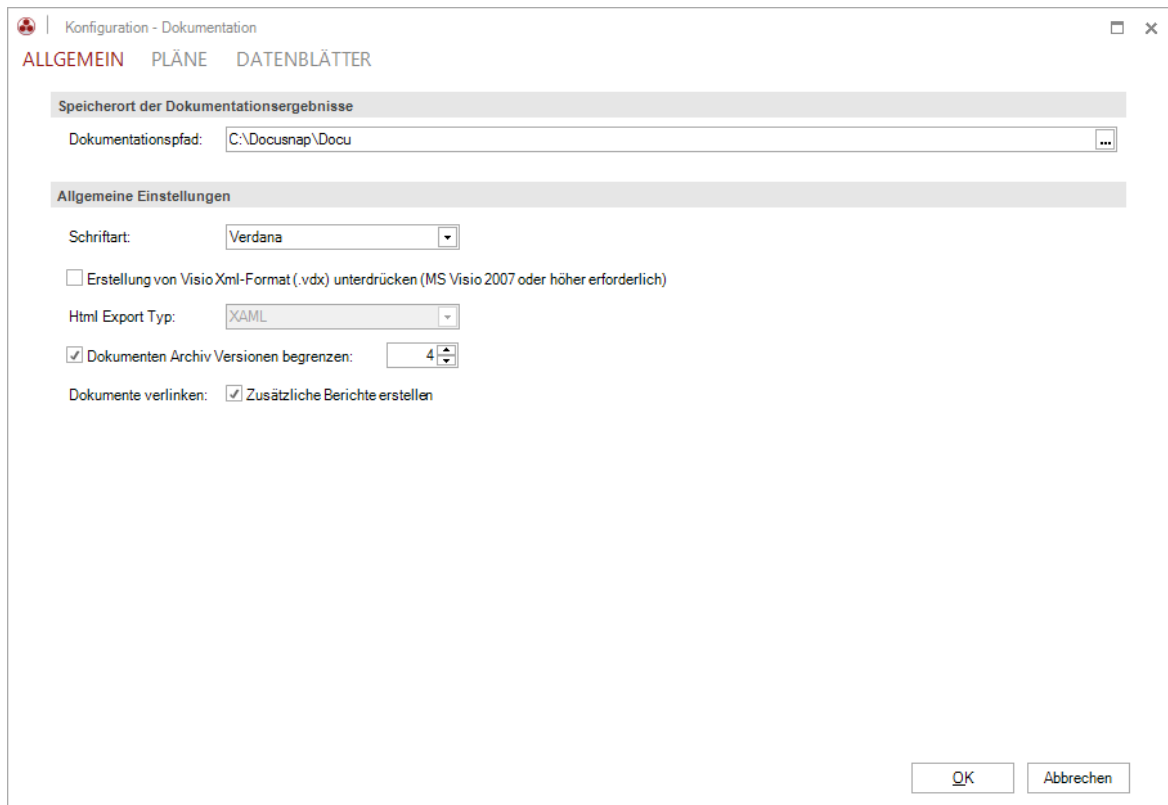 Konfiguration - Dokumentation
ALLGEMEIN PLÄNE DATENBLÄTTER
Speicherort der Dokumentationsergebnisse
Dokumentationspfad: C:\Docusnap\Docu ...
Allgemeine Einstellungen
Schriftart: Verdana
Erstellung von Visio Xml-Format (.vdx) unterdrücken (MS Visio 2007 oder höher erforderlich)
Html Export Typ: XAML
Dokumenten Archiv Versionen begrenzen: 4
Dokumente verlinken: Zusätzliche Berichte erstellen
OK Abbrechen